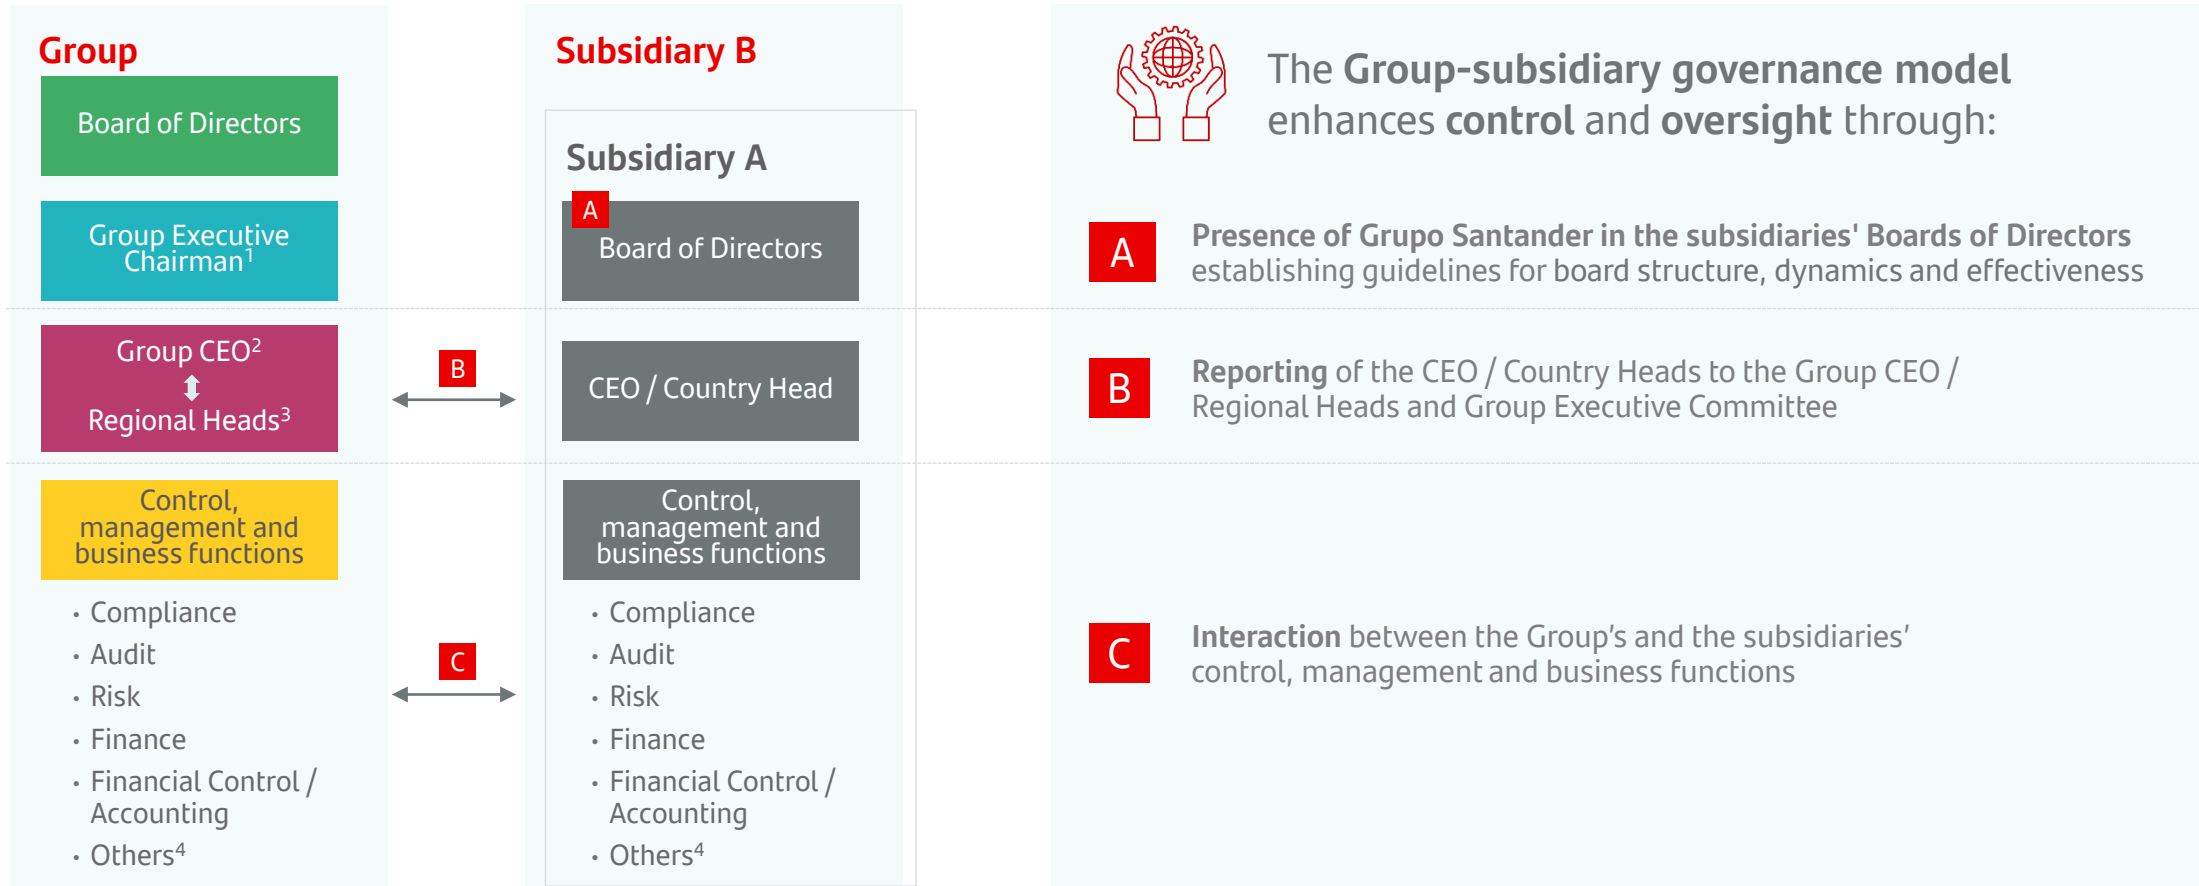 Group
Board of Directors
Group Executive
Chairman¹
Group CEO²
Regional Heads³
Control,
management and
business functions
• Compliance
• Audit
• Risk
• Finance
• Financial Control /
Accounting
• Others⁴
B
C
Subsidiary B
Subsidiary A
A
Board of Directors
CEO / Country Head
Control,
management and
business functions
• Compliance
• Audit
• Risk
• Finance
• Financial Control /
Accounting
• Others⁴
The Group-subsidiary governance model
enhances control and oversight through:
A
Presence of Grupo Santander in the subsidiaries' Boards of Directors
establishing guidelines for board structure, dynamics and effectiveness
B
Reporting of the CEO / Country Heads to the Group CEO /
Regional Heads and Group Executive Committee
C
Interaction between the Group’s and the subsidiaries’
control, management and business functions